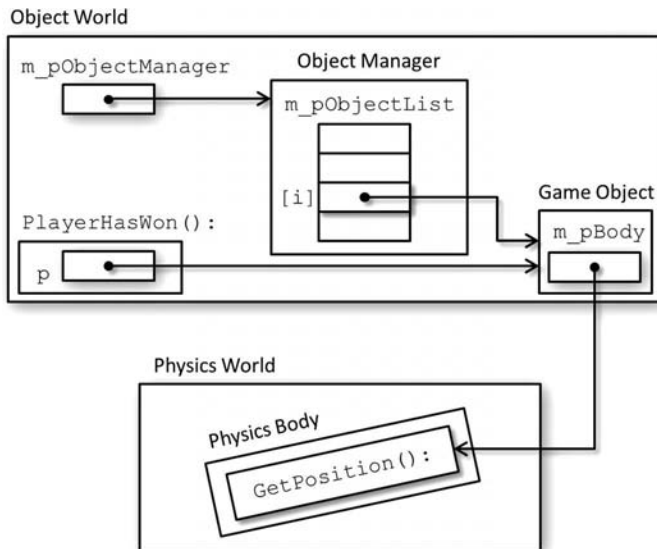 Object World
m_pObjectManager
Object Manager
m_pObjectList
[i]
Game Object
m_pBody
PlayerHasWon():
p
Physics World
Physics Body
GetPosition():